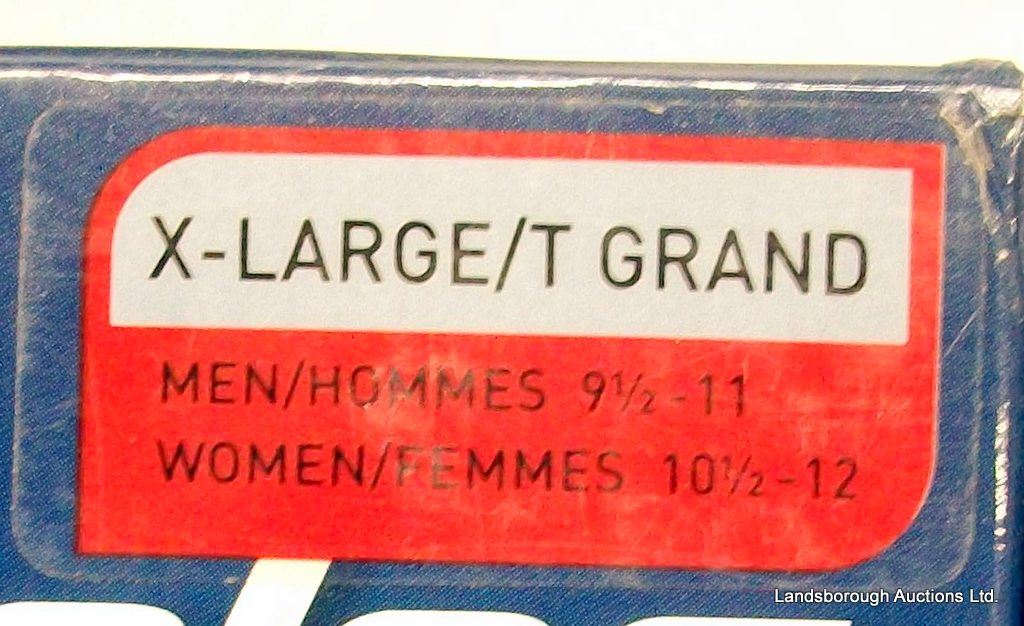 X-LARGE/T GRAND
MEN/HOMMES 9½-11
WOMEN/FEMMES 10½-12
Landsborough Auctions Ltd.